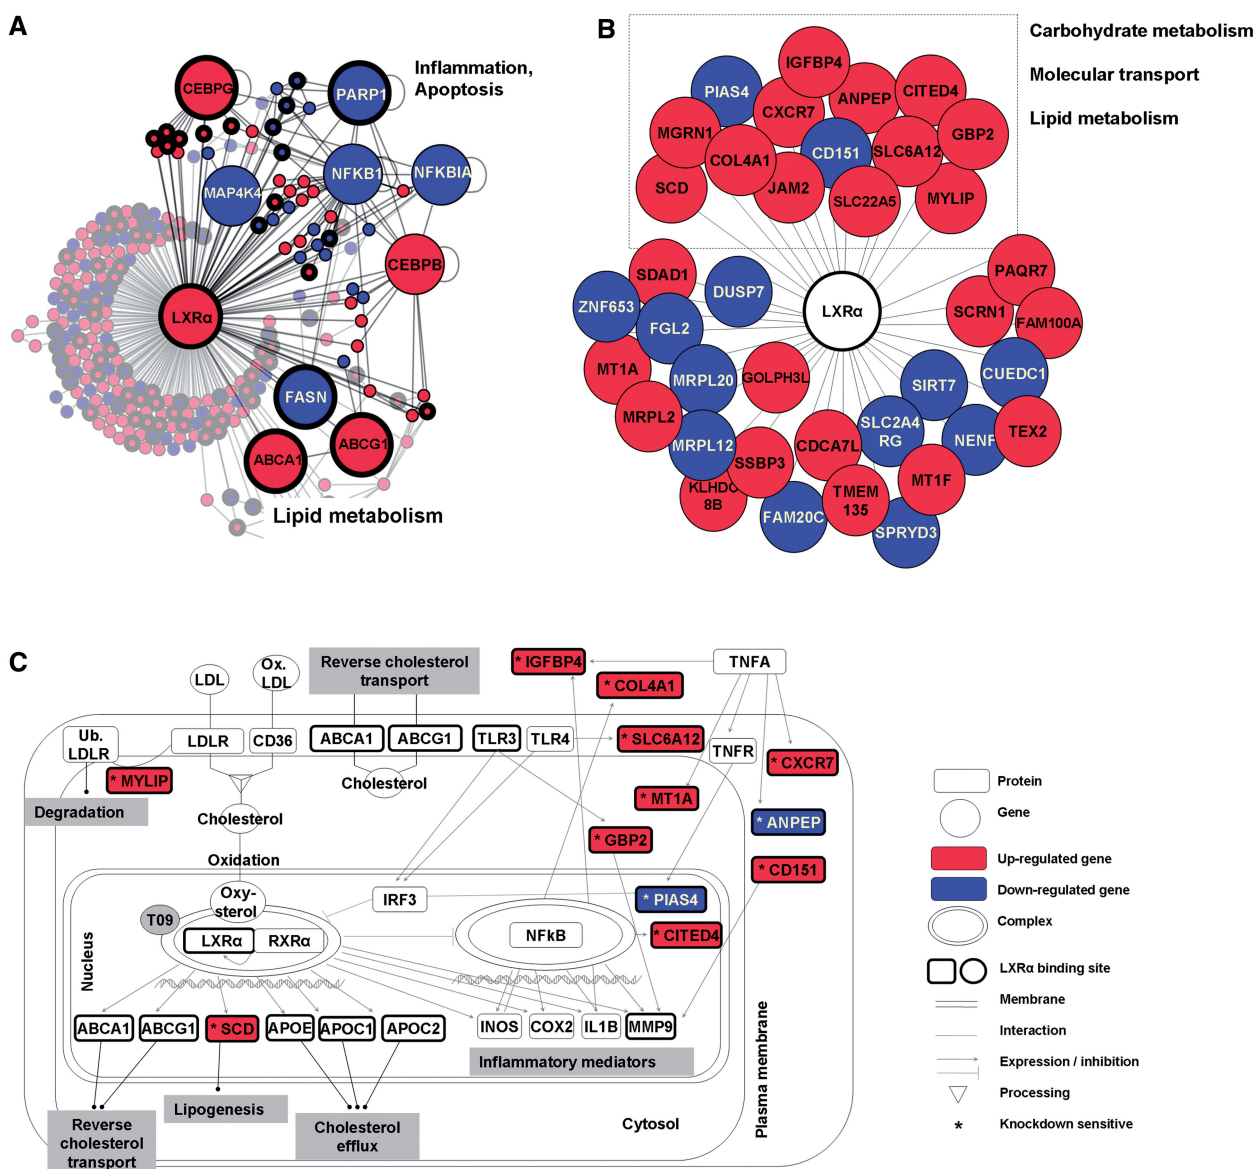 A
CEBPG
PARP1
Inflammation,
Apoptosis
MAP4K4
NFKB1
NFKBIA
CEBPB
LXRα
FASN
ABCA1
ABCG1
Lipid metabolism
B
Carbohydrate metabolism
Molecular transport
Lipid metabolism
IGFBP4
PIAS4
CXCR7
ANPEP
CITED4
MGRN1
COL4A1
CD151
SLC6A12
GBP2
SCD
JAM2
SLC22A5
MYLIP
SDAD1
ZNF653
FGL2
DUSP7
LXRα
PAQR7
SCRN1
FAM100A
MT1A
MRPL20
GOLPH3L
SIRT7
CUEDC1
MRPL2
MRPL12
SSBP3
CDCA7L
SLC2A4
RG
NENF
TEX2
KLHDC
8B
FAM20C
TMEM
135
MT1F
SPRYD3
C
LDL
Ox.
LDL
Reverse cholesterol
transport
* IGFBP4
TNFA
* COL4A1
Ub.
LDLR
LDLR
CD36
ABCA1
ABCG1
TLR3
TLR4
* SLC6A12
TNFR
* CXCR7
* MYLIP
Cholesterol
* MT1A
Degradation
Cholesterol
* GBP2
* ANPEP
Oxidation
* CD151
Oxy-
sterol
IRF3
* PIAS4
T09
LXRα
RXRα
NFkB
* CITED4
Nucleus
ABCA1
ABCG1
* SCD
APOE
APOC1
APOC2
INOS
COX2
IL1B
MMP9
Inflammatory mediators
Lipogenesis
Reverse
cholesterol
transport
Cholesterol
efflux
Cytosol
Plasma membrane
Protein
Gene
Up-regulated gene
Down-regulated gene
Complex
LXRα binding site
Membrane
Interaction
Expression / inhibition
Processing
* Knockdown sensitive